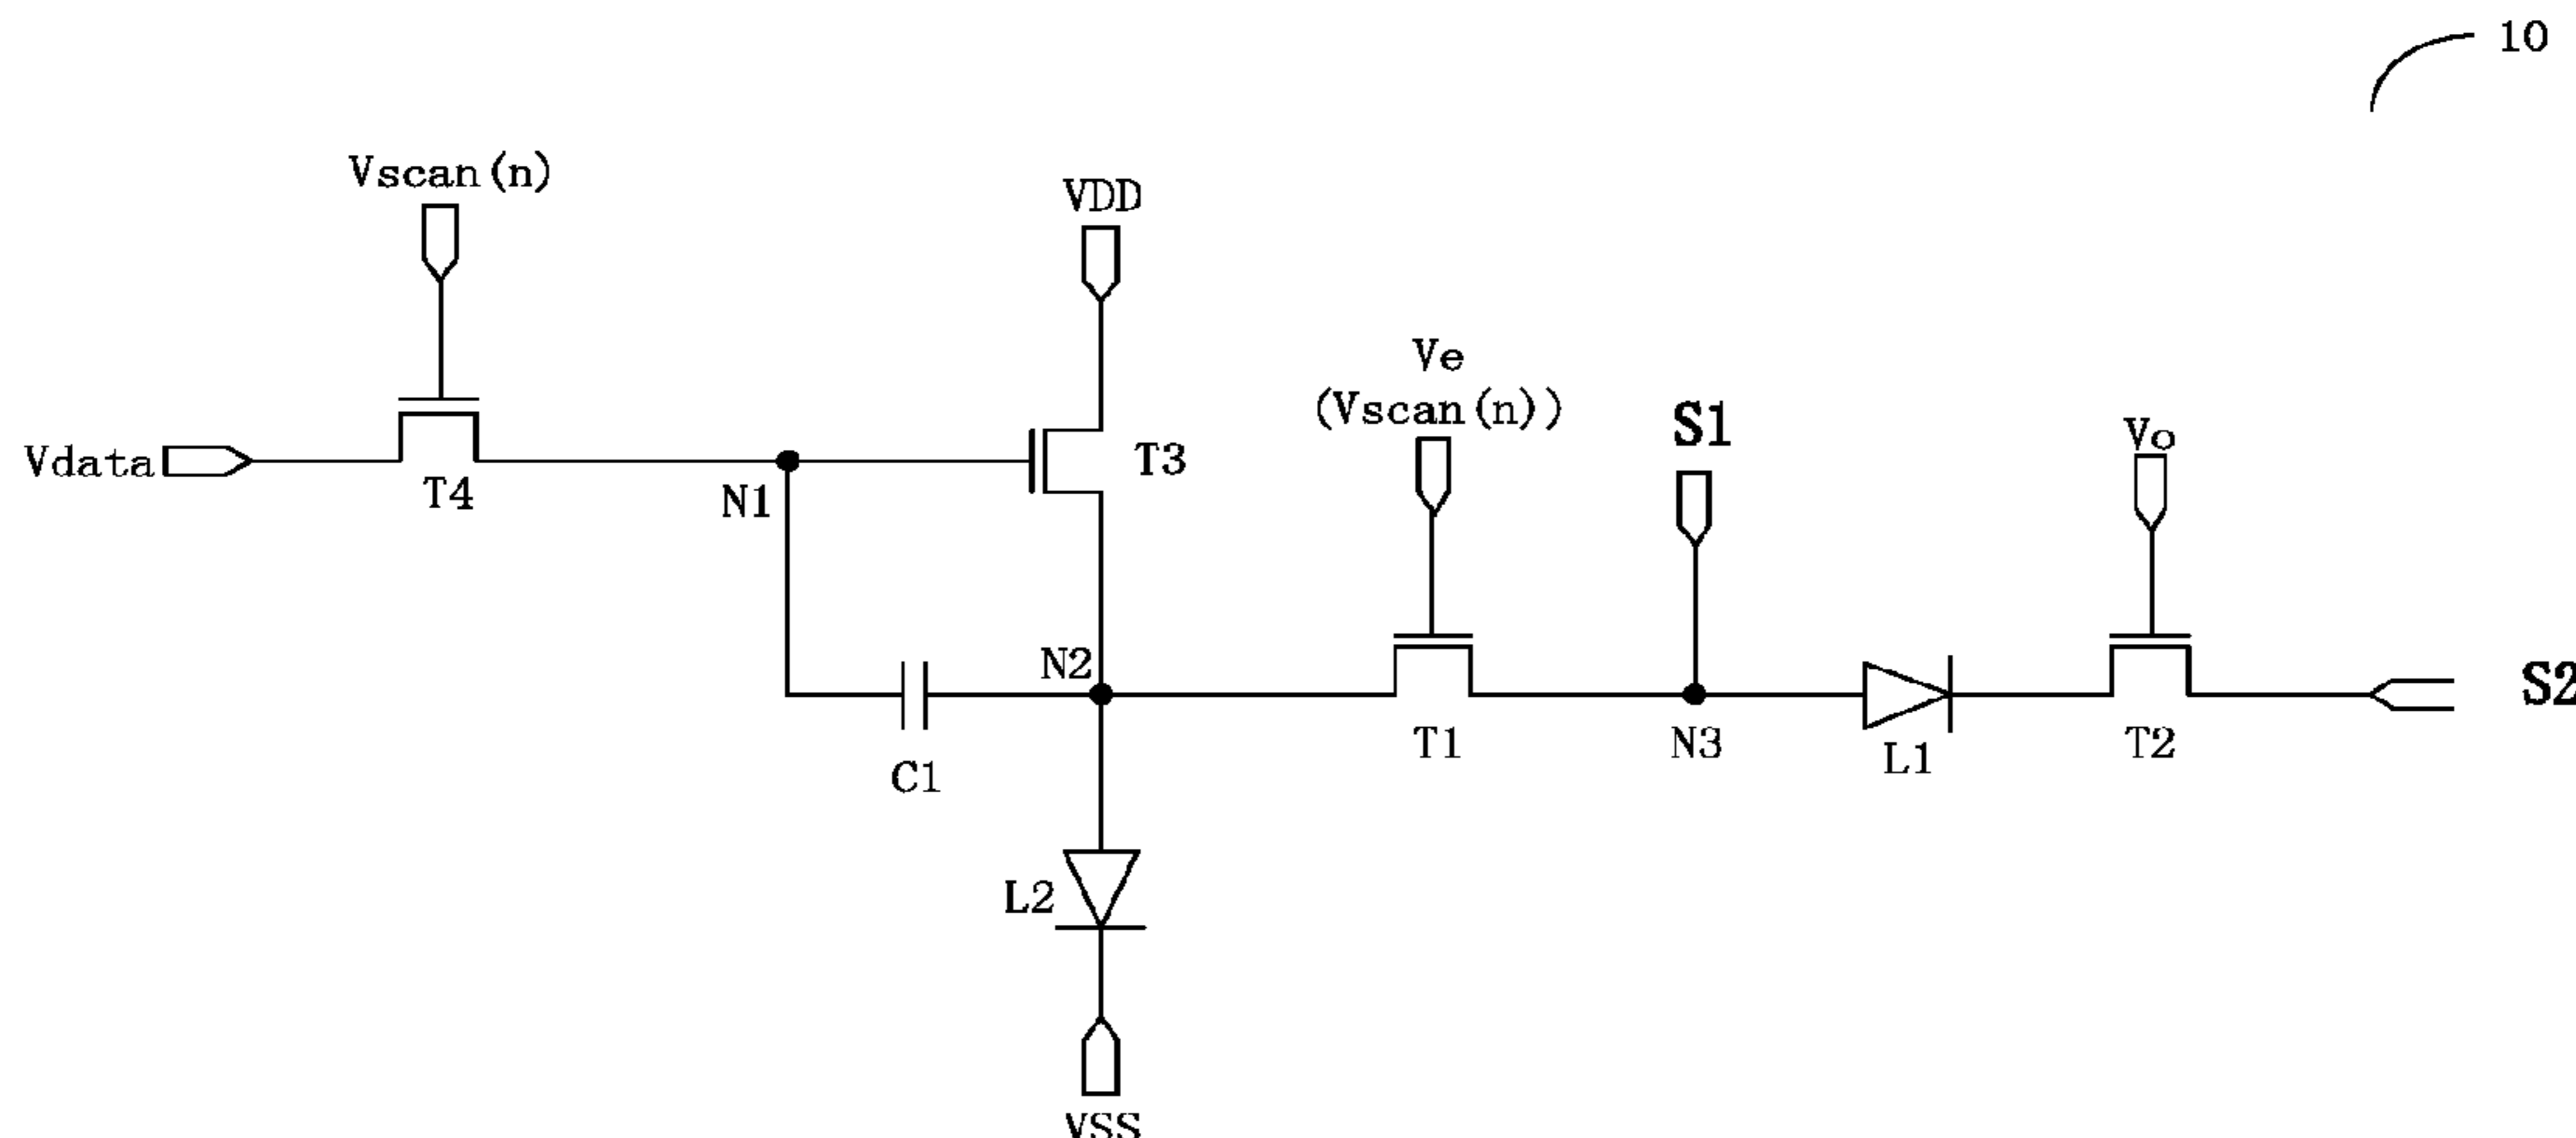 10
Vscan(n)
VDD
Ve
(Vscan(n))
S1
Vo
Vdata
T4
N1
T3
N2
C1
T1
N3
L1
T2
S2
L2
VSS